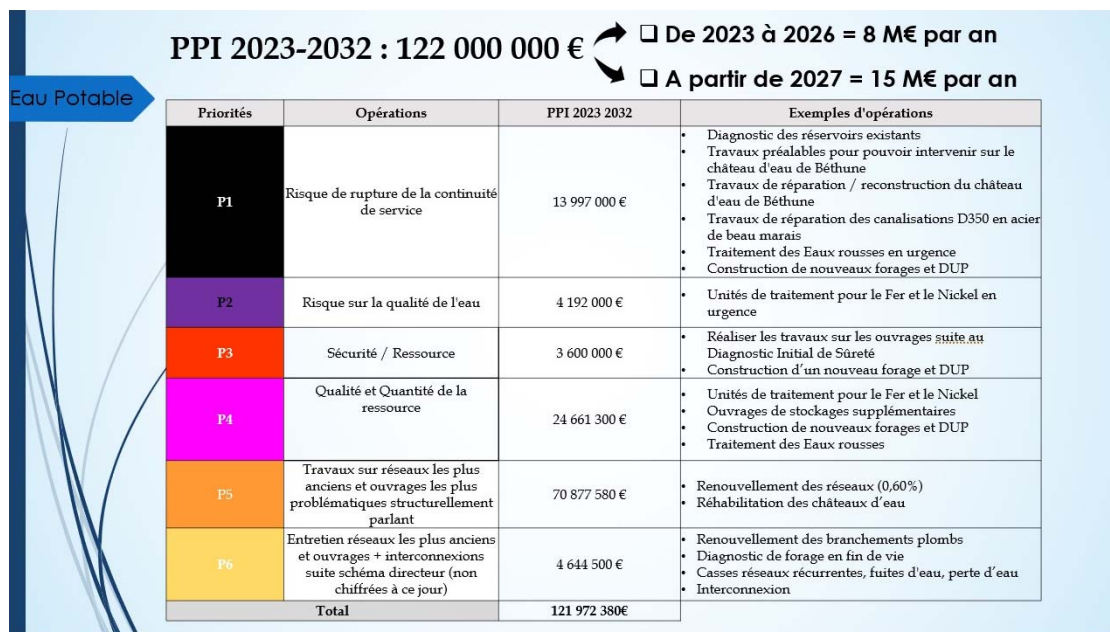 PPI 2023-2032 : 122 000 000 €
❑ De 2023 à 2026 = 8 M€ par an
❑ A partir de 2027 = 15 M€ par an
Eau Potable
Priorités Opérations PPI 2023 2032 Exemples d'opérations
P1
Risque de rupture de la continuité
de service
13 997 000 €
• Diagnostic des réservoirs existants
• Travaux préalables pour pouvoir intervenir sur le
château d'eau de Béthune
• Travaux de réparation / reconstruction du château
d'eau de Béthune
• Travaux de réparation des canalisations D350 en acier
de beau marais
• Traitement des Eaux rousses en urgence
• Construction de nouveaux forages et DUP
P2
Risque sur la qualité de l'eau
4 192 000 €
• Unités de traitement pour le Fer et le Nickel en
urgence
P3
Sécurité / Ressource
3 600 000 €
• Réaliser les travaux sur les ouvrages suite au
Diagnostic Initial de Sûreté
• Construction d'un nouveau forage et DUP
P4
Qualité et Quantité de la
ressource
24 661 300 €
• Unités de traitement pour le Fer et le Nickel
• Ouvrages de stockages supplémentaires
• Construction de nouveaux forages et DUP
• Traitement des Eaux rousses
P5
Travaux sur réseaux les plus
anciens et ouvrages les plus
problématiques structurellement
parlant
70 877 580 €
• Renouvellement des réseaux (0,60%)
• Réhabilitation des châteaux d'eau
P6
Entretien réseaux les plus anciens
et ouvrages + interconnexions
suite schéma directeur (non
chiffrées à ce jour)
4 644 500 €
• Renouvellement des branchements plombs
• Diagnostic de forage en fin de vie
• Casses réseaux récurrentes, fuites d'eau, perte d'eau
• Interconnexion
Total 121 972 380€